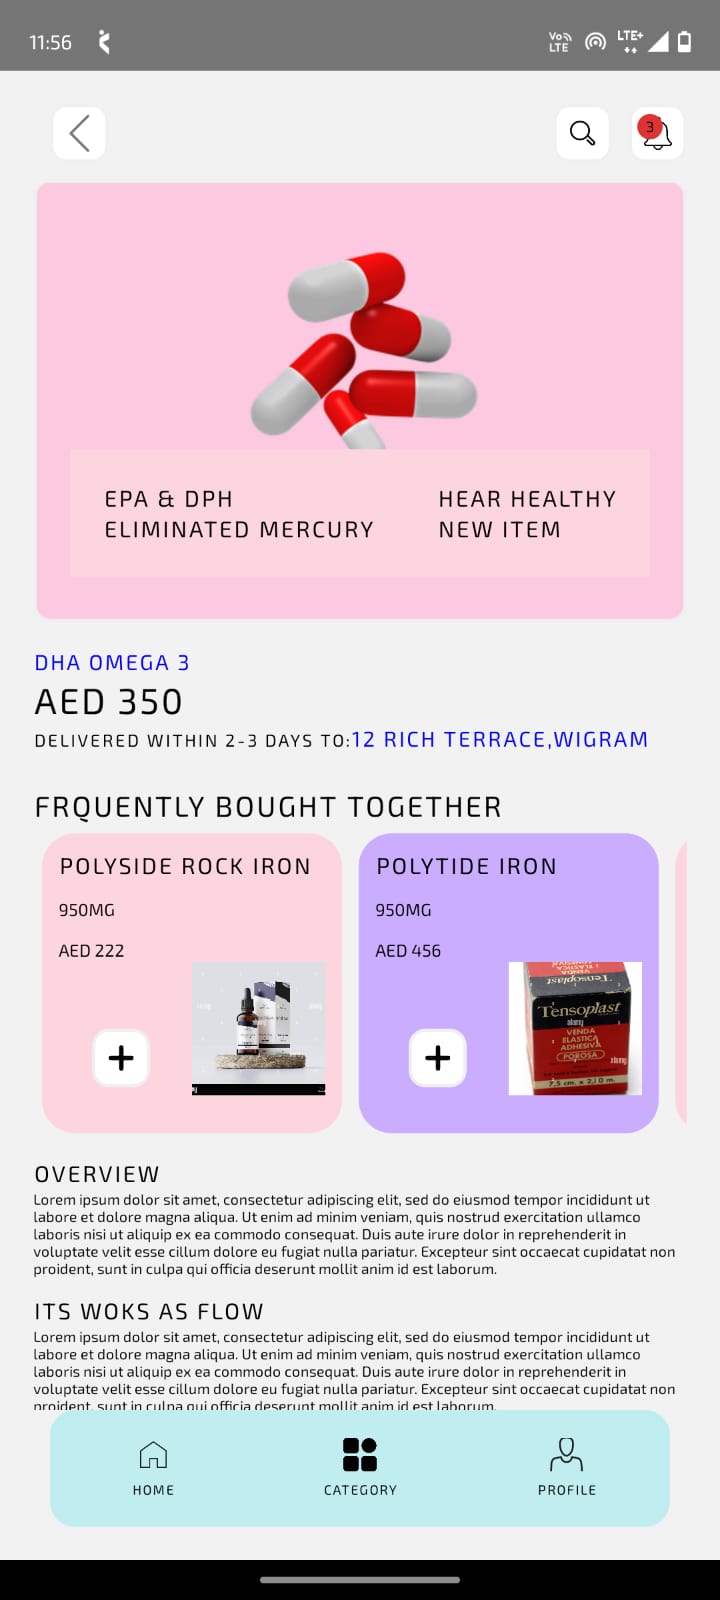 11:56
Vo LTE
LTE+
3
EPA & DPH
ELIMINATED MERCURY
HEAR HEALTHY
NEW ITEM
DHA OMEGA 3
AED 350
DELIVERED WITHIN 2-3 DAYS TO:12 RICH TERRACE,WIGRAM
FRQUENTLY BOUGHT TOGETHER
POLYSIDE ROCK IRON
950MG
AED 222
POLYTIDE IRON
950MG
AED 456
Tensoplast
Tensoplast
alamy
VENDA
ELASTICA
ADHESIVA
POROSA
alamy
7,5 cm. x 2,10 m.
OVERVIEW
Lorem ipsum dolor sit amet, consectetur adipiscing elit, sed do eiusmod tempor incididunt ut
labore et dolore magna aliqua. Ut enim ad minim veniam, quis nostrud exercitation ullamco
laboris nisi ut aliquip ex ea commodo consequat. Duis aute irure dolor in reprehenderit in
voluptate velit esse cillum dolore eu fugiat nulla pariatur. Excepteur sint occaecat cupidatat non
proident, sunt in culpa qui officia deserunt mollit anim id est laborum.
ITS WOKS AS FLOW
Lorem ipsum dolor sit amet, consectetur adipiscing elit, sed do eiusmod tempor incididunt ut
labore et dolore magna aliqua. Ut enim ad minim veniam, quis nostrud exercitation ullamco
laboris nisi ut aliquip ex ea commodo consequat. Duis aute irure dolor in reprehenderit in
voluptate velit esse cillum dolore eu fugiat nulla pariatur. Excepteur sint occaecat cupidatat non
proident, sunt in culpa qui officia deserunt mollit anim id est laborum.
HOME
CATEGORY
PROFILE